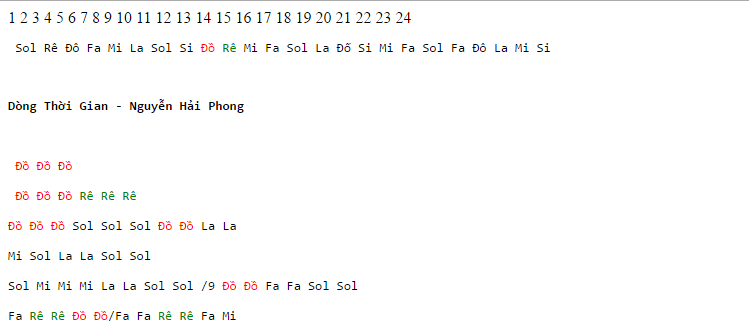 1 2 3 4 5 6 7 8 9 10 11 12 13 14 15 16 17 18 19 20 21 22 23 24
Sol Rê Đô Fa Mi La Sol Si Đồ Rê Mi Fa Sol La Đố Si Mi Fa Sol Fa Đô La Mi Si
Dòng Thời Gian - Nguyễn Hải Phong
Đồ Đồ Đồ
Đồ Đồ Đồ Rê Rê Rê
Đồ Đồ Đồ Sol Sol Sol Đồ Đồ La La
Mi Sol La La Sol Sol
Sol Mi Mi Mi La La Sol Sol /9 Đồ Đồ Fa Fa Sol Sol
Fa Rê Rê Đồ Đồ/Fa Fa Rê Rê Fa Mi